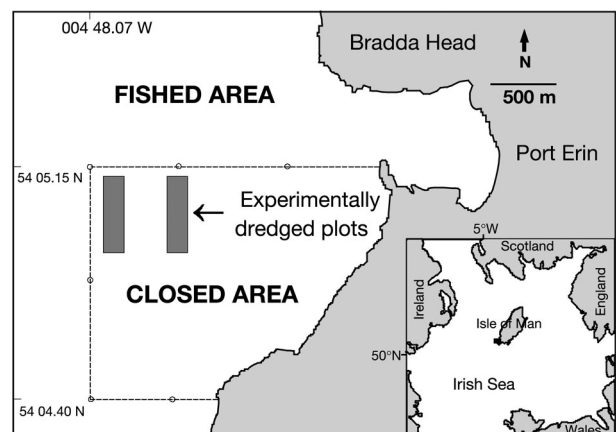 004 48.07 W
Bradda Head
N
500 m
FISHED AREA
Port Erin
54 05.15 N
Experimentally
dredged plots
CLOSED AREA
54 04.40 N
5°W
Scotland
Ireland
England
Isle of Man
50°N
Irish Sea
Wales